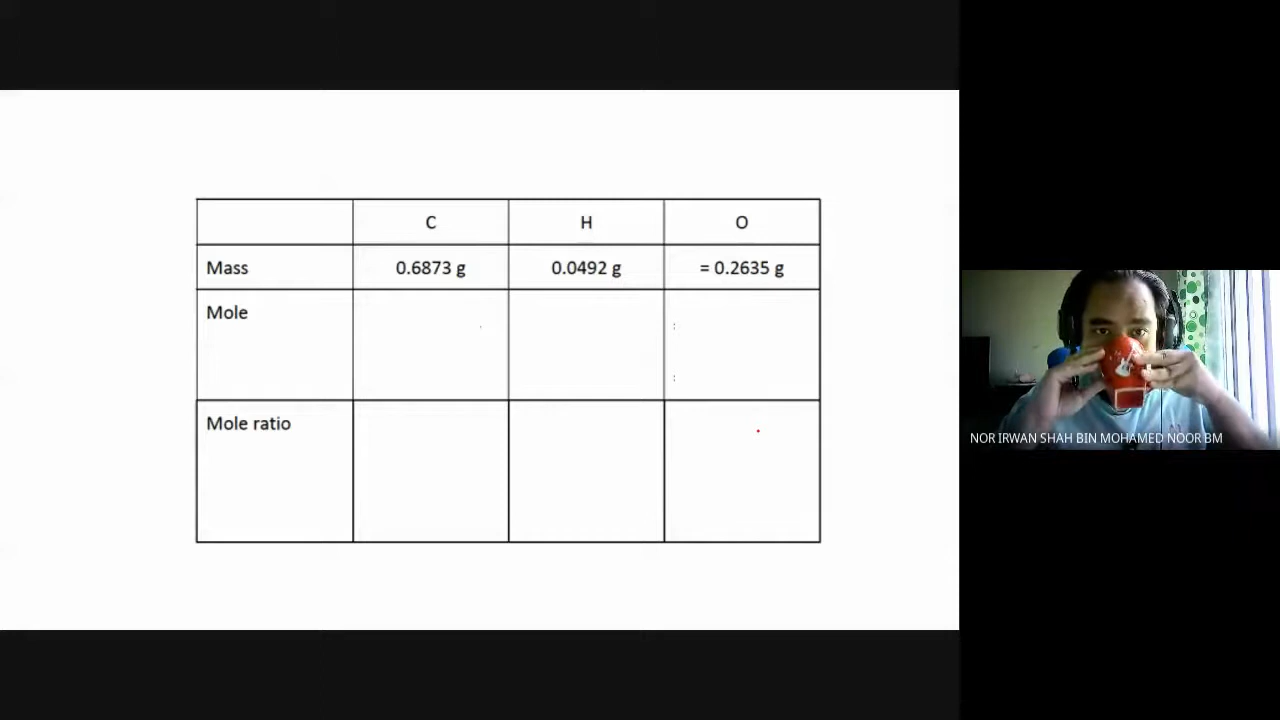 C H O
Mass 0.6873 g 0.0492 g = 0.2635 g
Mole
Mole ratio
NOR IRWAN SHAH BIN MOHAMED NOOR BM